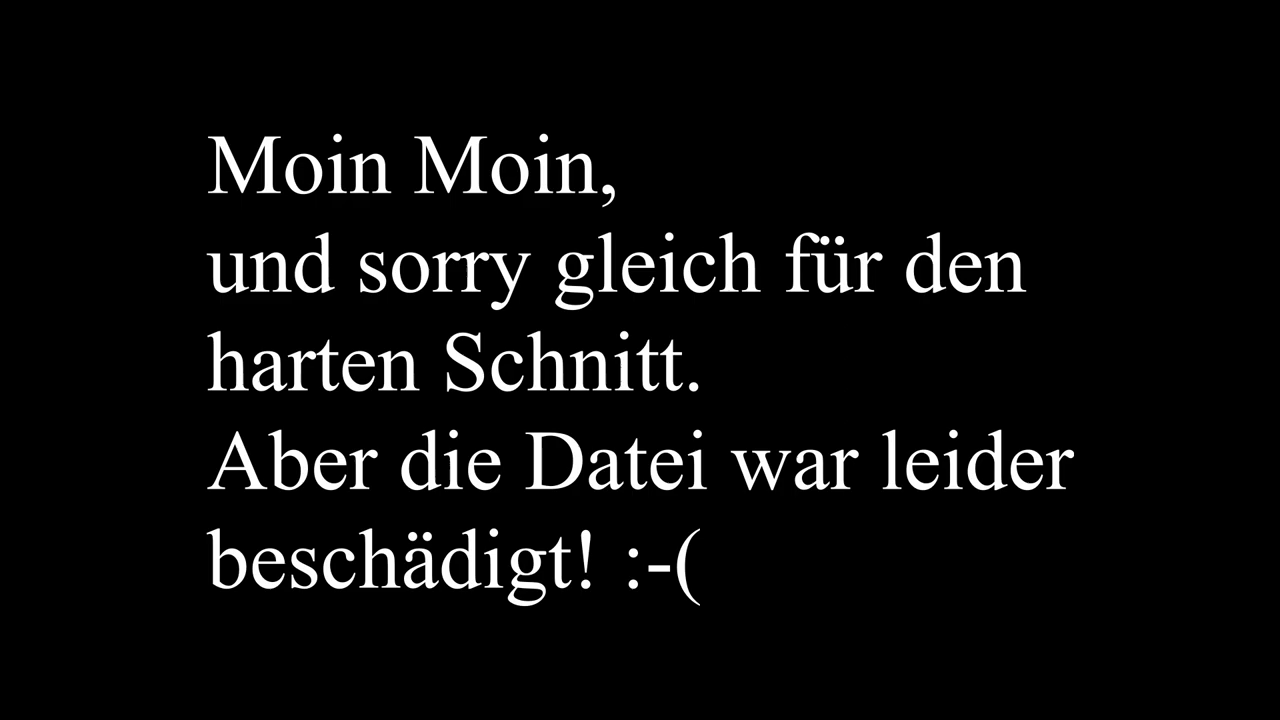 Moin Moin,
und sorry gleich für den
harten Schnitt.
Aber die Datei war leider
beschädigt! :-(